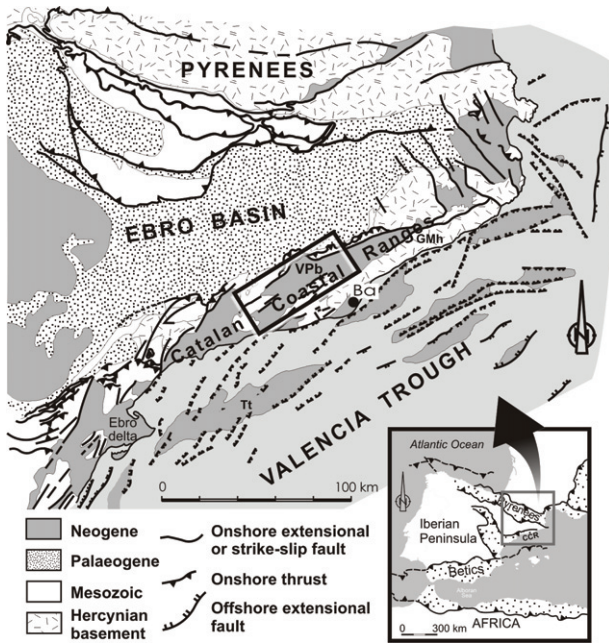 PYRENEES
EBRO BASIN
GMh
VPb
Catalan Coastal Ranges
Ba
VALENCIA TROUGH
Tt
Ebro
delta
N
0 100 km
Atlantic Ocean
N
Pyrenees
Iberian
Peninsula
CCR
Betics
AFRICA
0 300 km
Neogene
Palaeogene
Mesozoic
Hercynian
basement
Onshore extensional
or strike-slip fault
Onshore thrust
Offshore extensional
fault